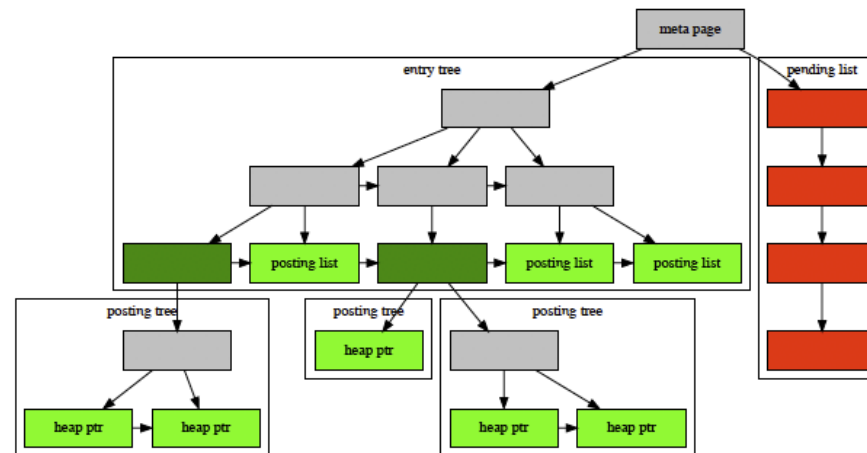 meta page
entry tree
pending list
posting list
posting list
posting list
posting tree
posting tree
posting tree
heap ptr
heap ptr
heap ptr
heap ptr
heap ptr